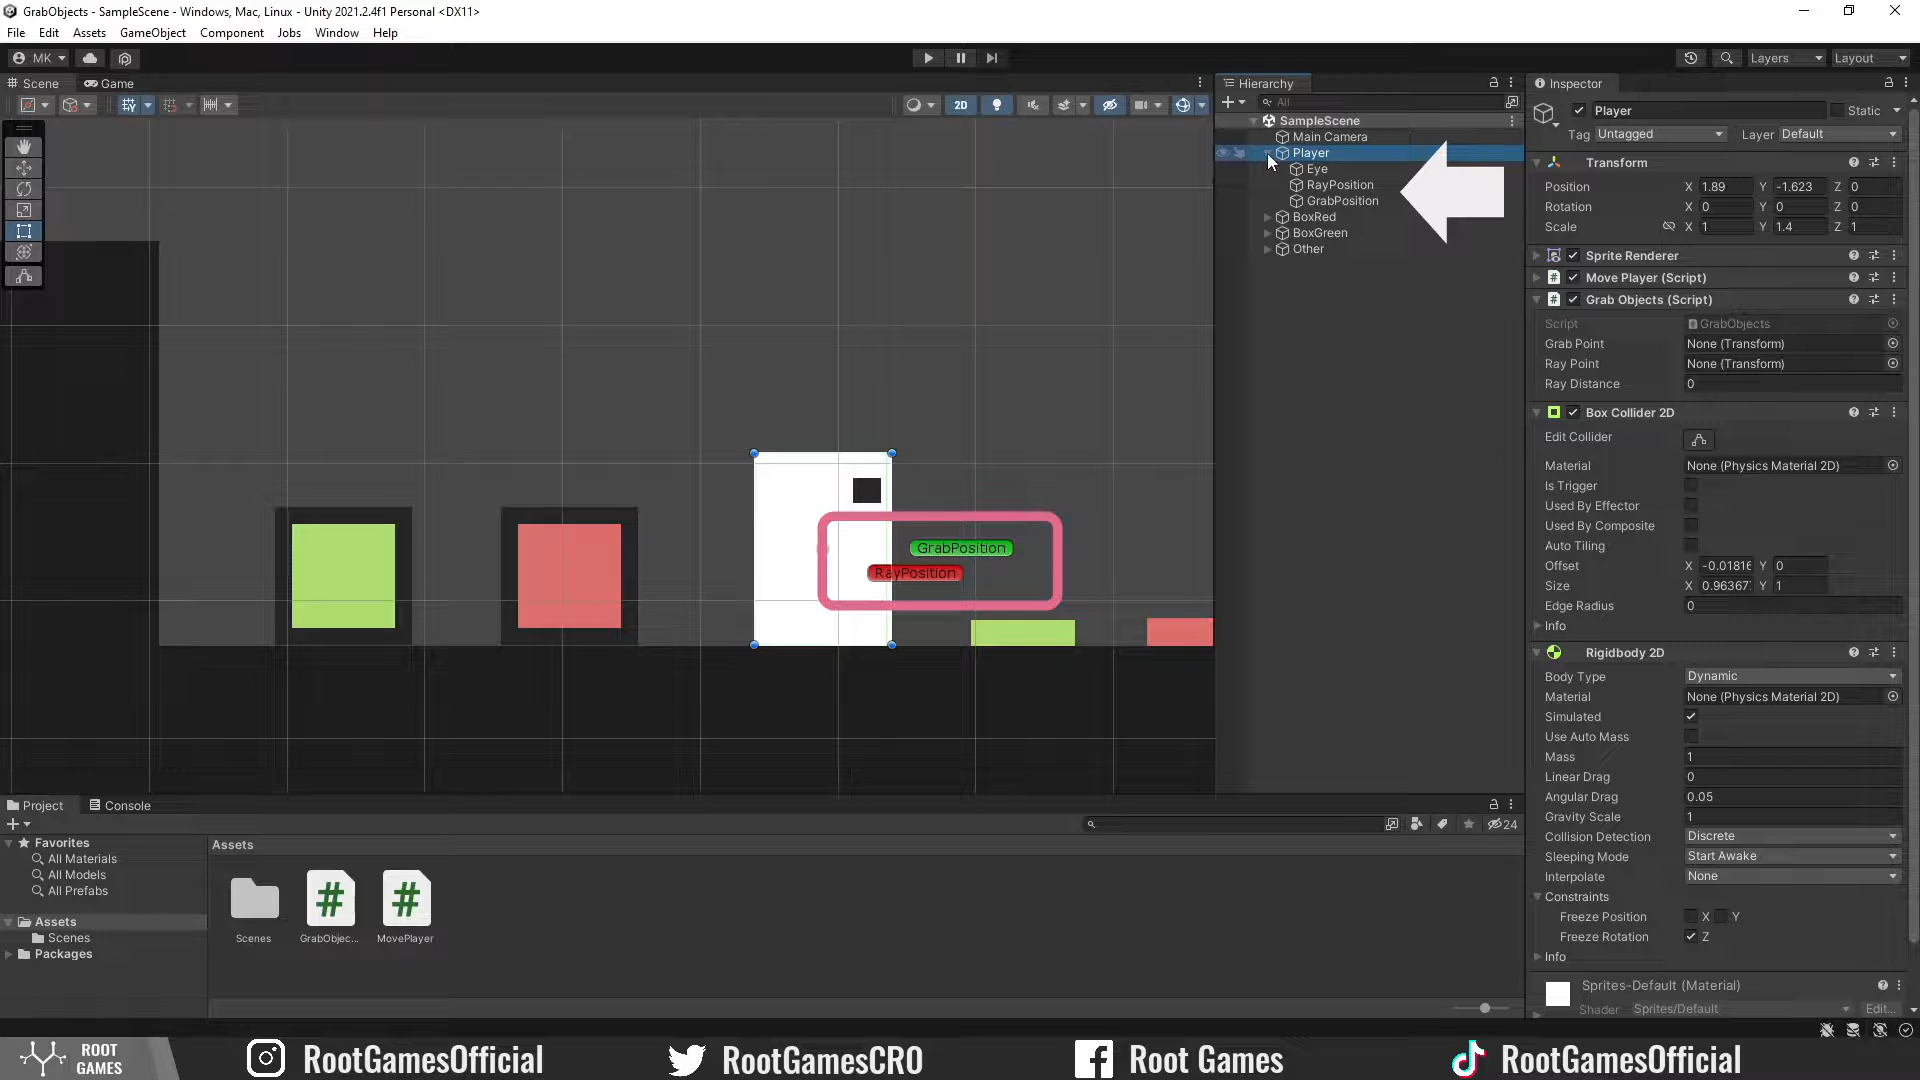 GrabObjects - SampleScene - Windows, Mac, Linux - Unity 2021.2.4f1 Personal <DX11>
File Edit Assets GameObject Component Jobs Window Help
MK
Layers
Layout
Scene
Game
2D
Hierarchy
All
SampleScene
Main Camera
Player
Eye
RayPosition
GrabPosition
BoxRed
BoxGreen
Other
GrabPosition
RayPosition
Inspector
Player
Static
Tag Untagged Layer Default
Transform
Position X 1.89 Y -1.623 Z 0
Rotation X 0 Y 0 Z 0
Scale X 1 Y 1.4 Z 1
Sprite Renderer
# Move Player (Script)
# Grab Objects (Script)
Script GrabObjects
Grab Point None (Transform)
Ray Point None (Transform)
Ray Distance 0
Box Collider 2D
Edit Collider
Material None (Physics Material 2D)
Is Trigger
Used By Effector
Used By Composite
Auto Tiling
Offset X -0.01816 Y 0
Size X 0.96367 Y 1
Edge Radius 0
Info
Rigidbody 2D
Body Type Dynamic
Material None (Physics Material 2D)
Simulated
Use Auto Mass
Mass 1
Linear Drag 0
Angular Drag 0.05
Gravity Scale 1
Collision Detection Discrete
Sleeping Mode Start Awake
Interpolate None
Constraints
Freeze Position X Y
Freeze Rotation Z
Info
Sprites-Default (Material)
Shader Sprites/Default Edit...
Project
Console
24
Favorites
All Materials
All Models
All Prefabs
Assets
Scenes
Packages
Assets
Scenes
GrabObjec...
MovePlayer
ROOT
GAMES
RootGamesOfficial
RootGamesCRO
Root Games
RootGamesOfficial